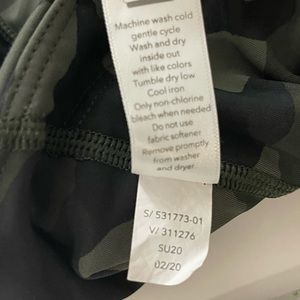 Machine wash cold
gentle cycle
Wash and dry
inside out
with like colors
Tumble dry low
Cool iron
Only non-chlorine
bleach when needed
Do not use
fabric softener
Remove promptly
from washer
and dryer
S/ 531773-01
V/ 311276
SU20
02/20